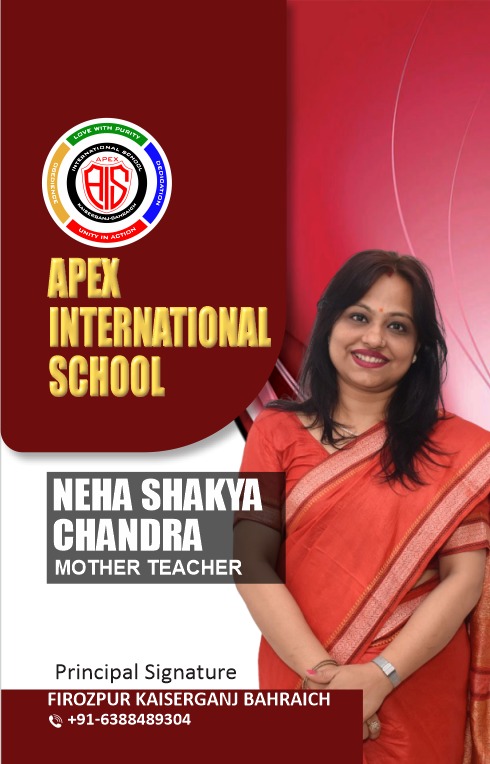 LOVE WITH PURITY
OBEDIENCE
DEDICATION
UNITY IN ACTION
INTERNATIONAL SCHOOL
APEX
AIS
KAISERGANJ-BAHRAICH
APEX
INTERNATIONAL
SCHOOL
NEHA SHAKYA
CHANDRA
MOTHER TEACHER
Principal Signature
FIROZPUR KAISERGANJ BAHRAICH
+91-6388489304